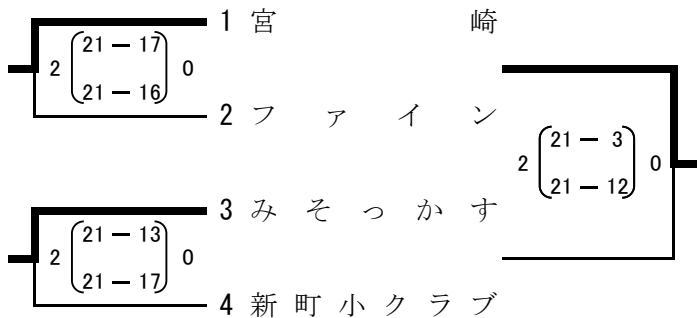 1 宮崎
21 － 17
2 0
21 － 16
2 ファイン
21 － 3
2 0
21 － 12
3 みそっかす
21 － 13
2 0
21 － 17
4 新町小クラブ